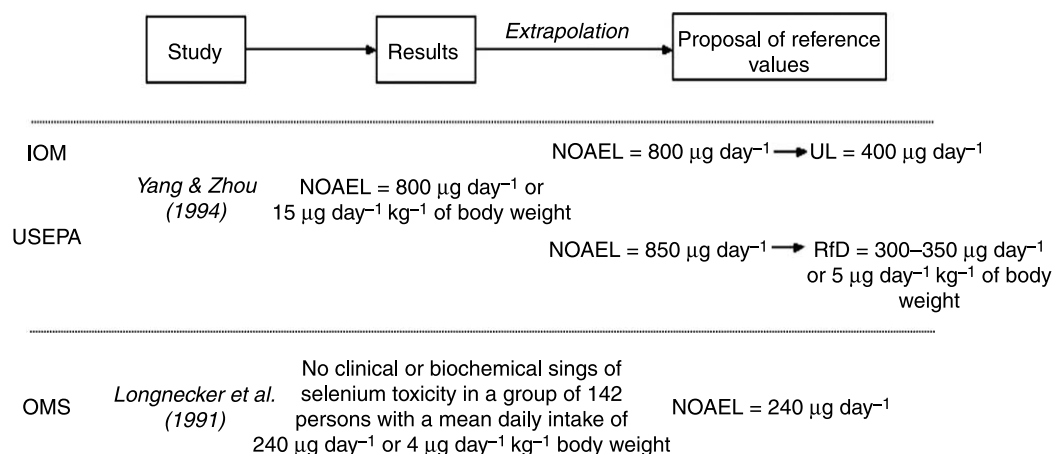 Study
Results
Extrapolation
Proposal of reference
values
IOM
NOAEL = 800 µg day⁻¹
UL = 400 µg day⁻¹
Yang & Zhou
(1994)
NOAEL = 800 µg day⁻¹ or
15 µg day⁻¹ kg⁻¹ of body weight
USEPA
NOAEL = 850 µg day⁻¹
RfD = 300–350 µg day⁻¹
or 5 µg day⁻¹ kg⁻¹ of body
weight
OMS
Longnecker et al.
(1991)
No clinical or biochemical sings of
selenium toxicity in a group of 142
persons with a mean daily intake of
240 µg day⁻¹ or 4 µg day⁻¹ kg⁻¹ body weight
NOAEL = 240 µg day⁻¹